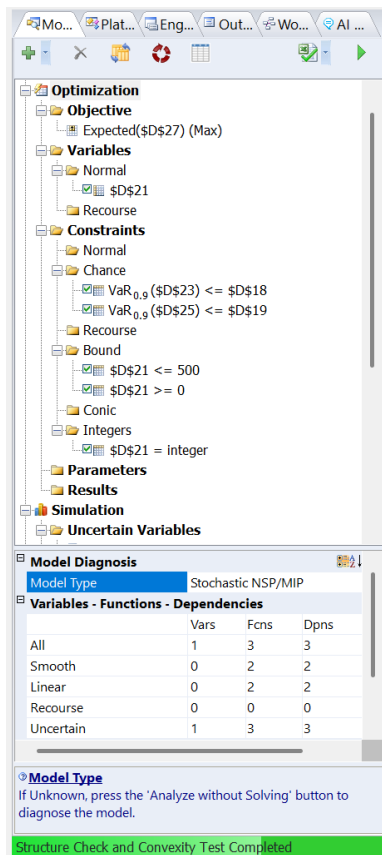 Mo... Plat... Eng... Out... Wo... AI ...
Optimization
Objective
Expected($D$27) (Max)
Variables
Normal
$D$21
Recourse
Constraints
Normal
Chance
VaR0.9($D$23) <= $D$18
VaR0.9($D$25) <= $D$19
Recourse
Bound
$D$21 <= 500
$D$21 >= 0
Conic
Integers
$D$21 = integer
Parameters
Results
Simulation
Uncertain Variables
Model Diagnosis
Model Type Stochastic NSP/MIP
Variables - Functions - Dependencies
Vars Fcns Dpns
All 1 3 3
Smooth 0 2 2
Linear 0 2 2
Recourse 0 0 0
Uncertain 1 3 3
Model Type
If Unknown, press the 'Analyze without Solving' button to
diagnose the model.
Structure Check and Convexity Test Completed